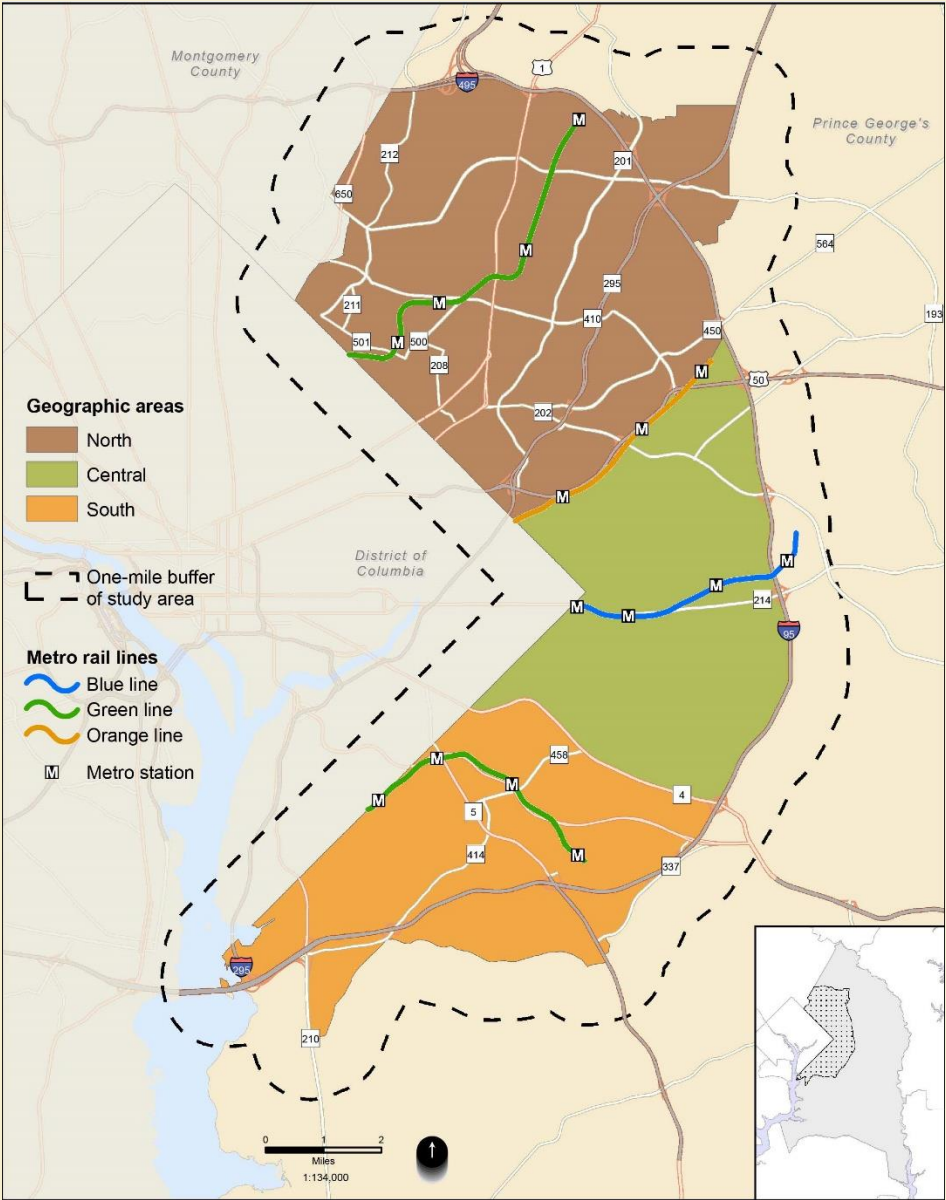 Montgomery
County
495
1
Prince George's
County
212
201
650
564
295
193
211
410
450
501
500
208
50
202
Geographic areas
North
Central
South
One-mile buffer
of study area
Metro rail lines
Blue line
Green line
Orange line
M Metro station
District of
Columbia
M
M
M
M
M
M
M
M
M
M
M
214
95
M
M
M
M
458
4
5
414
337
295
210
0 1 2
Miles
1:134,000